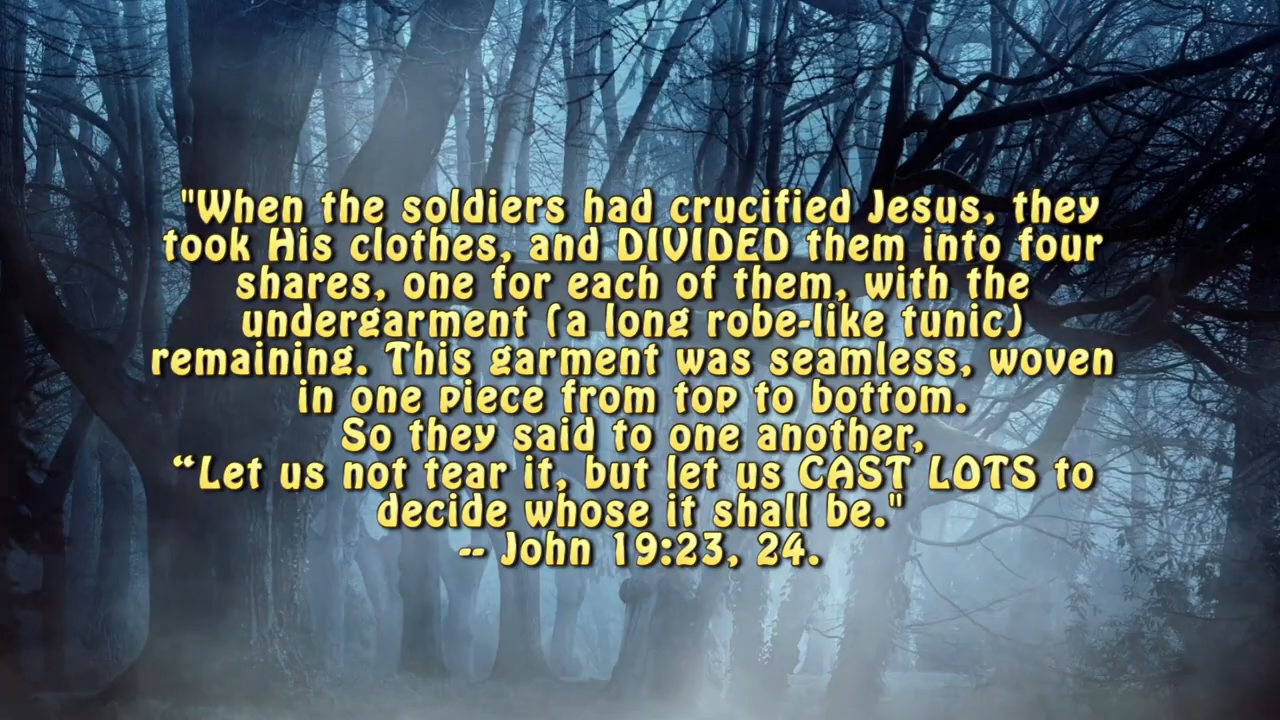 "When the soldiers had crucified Jesus, they
took His clothes, and DIVIDED them into four
shares, one for each of them, with the
undergarment (a long robe-like tunic)
remaining. This garment was seamless, woven
in one piece from top to bottom.
So they said to one another,
“Let us not tear it, but let us CAST LOTS to
decide whose it shall be."
-- John 19:23, 24.